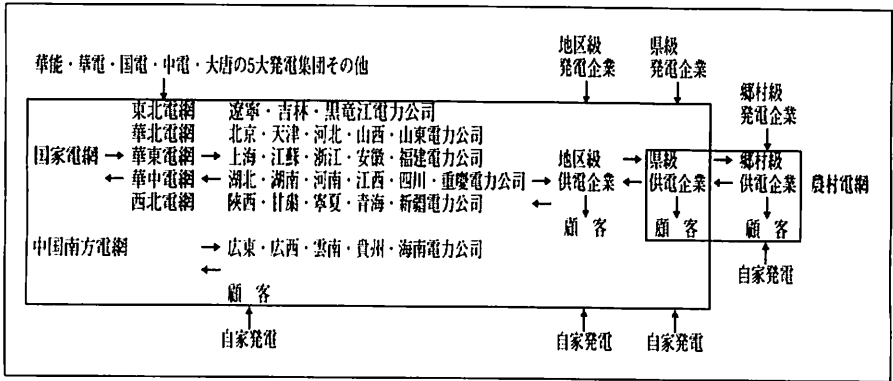 華能・華電・国電・中電・大唐の5大発電集団その他
地区級
発電企業
県級
発電企業
郷村級
発電企業
東北電網 遼寧・吉林・黒竜江電力公司
華北電網 北京・天津・河北・山西・山東電力公司
国家電網 → 華東電網 → 上海・江蘇・浙江・安徽・福建電力公司
← 華中電網 ← 湖北・湖南・河南・江西・四川・重慶電力公司 →
西北電網 陝西・甘粛・寧夏・青海・新疆電力公司 ←
地区級 → 県級 → 郷村級
供電企業 ← 供電企業 ← 供電企業 農村電網
顧 客 顧 客 顧 客
中国南方電網 → 広東・広西・雲南・貴州・海南電力公司
←
顧 客
自家発電
自家発電 自家発電 自家発電